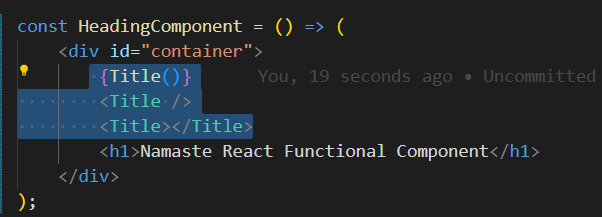 const HeadingComponent = () => (
<div id="container">
{Title()} You, 19 seconds ago • Uncommitted
<Title />
<Title></Title>
<h1>Namaste React Functional Component</h1>
</div>
);